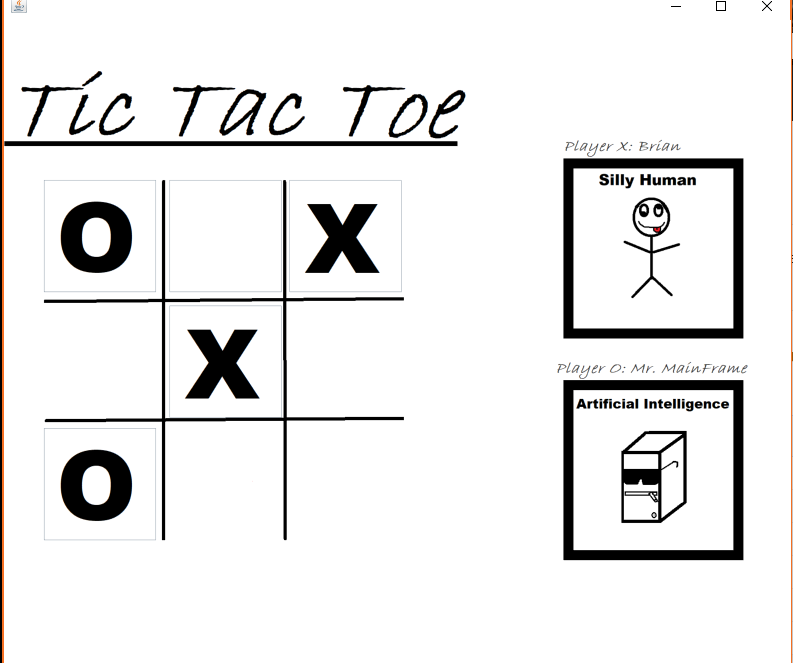 Tic Tac Toe
Player X: Brian
Silly Human
O X
X
Player O: Mr. MainFrame
Artificial Intelligence
O